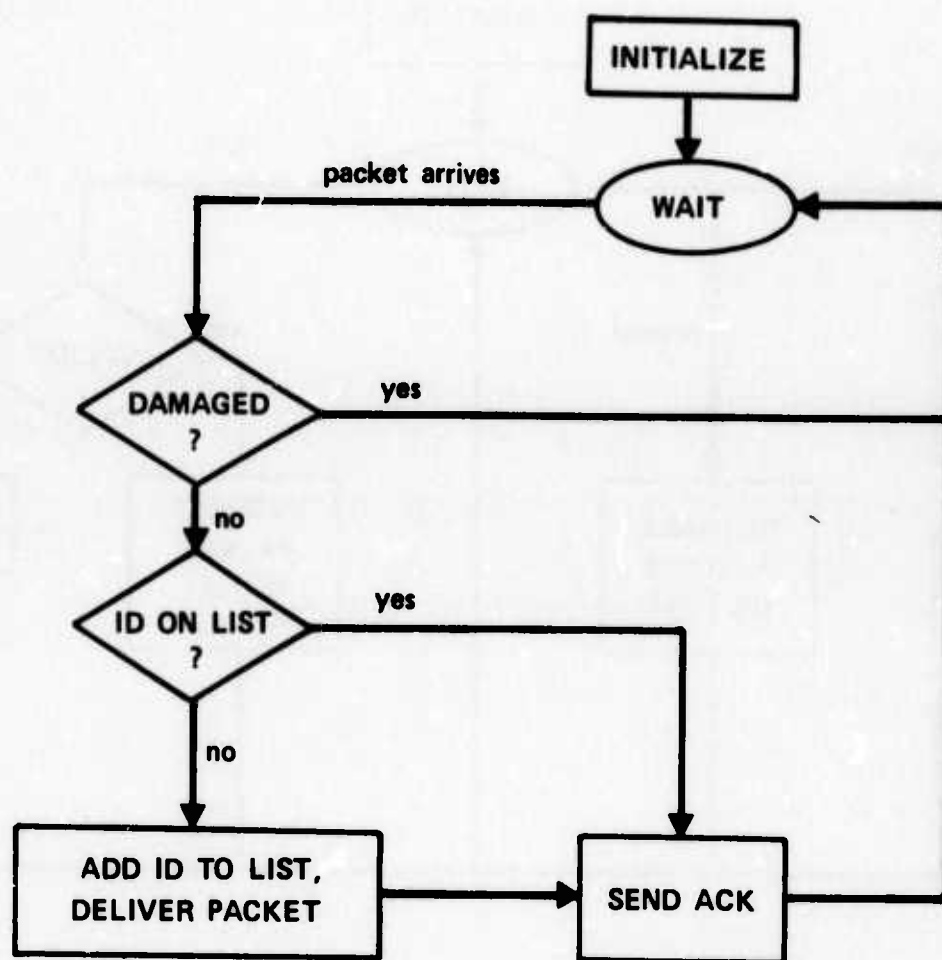 INITIALIZE
packet arrives
WAIT
DAMAGED
?
yes
no
ID ON LIST
?
yes
no
ADD ID TO LIST,
DELIVER PACKET
SEND ACK